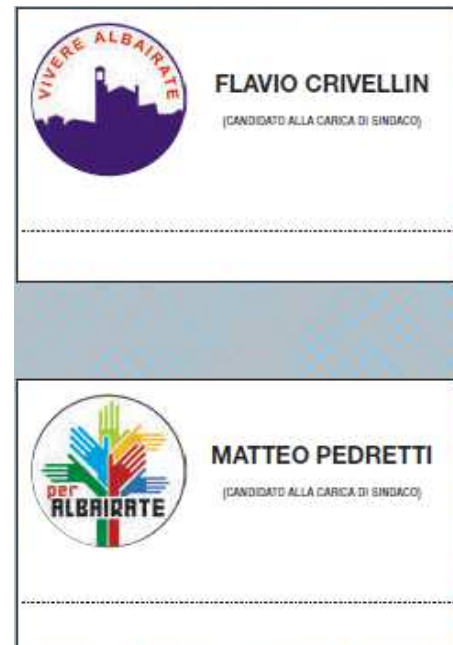 VIVERE ALBAIRATE
FLAVIO CRIVELLIN
(CANDIDATO ALLA CARICA DI SINDACO)
MATTEO PEDRETTI
(CANDIDATO ALLA CARICA DI SINDACO)
per
ALBAIRATE